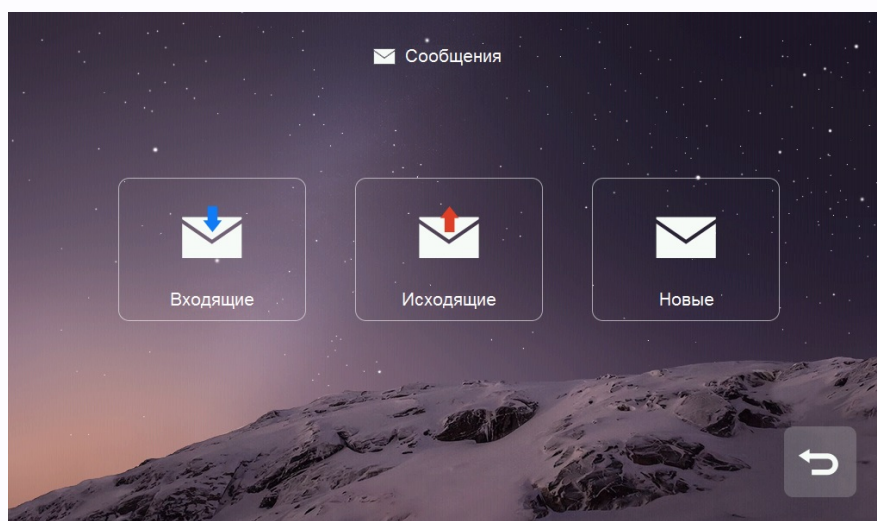 Сообщения
Входящие
Исходящие
Новые